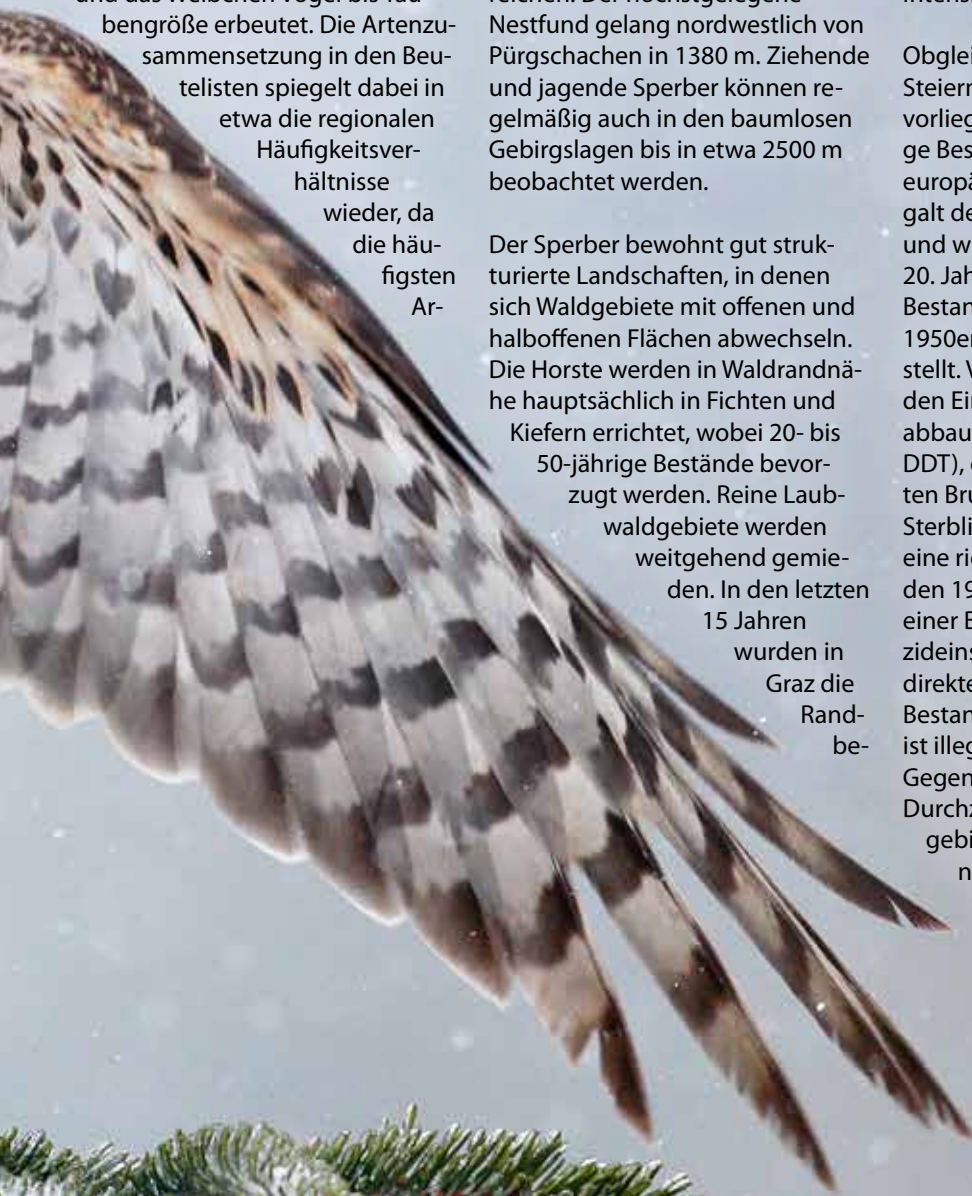 und das Weibchen Vögel bis Tau-
bengröße erbeutet. Die Artenzu-
sammensetzung in den Beu-
telisten spiegelt dabei in
etwa die regionalen
Häufigkeitsver-
hältnisse
wieder, da
die häu-
figsten
Ar-
reichen. Der höchstgelegene
Nestfund gelang nordwestlich von
Pürgschachen in 1380 m. Ziehende
und jagende Sperber können re-
gelmäßig auch in den baumlosen
Gebirgslagen bis in etwa 2500 m
beobachtet werden.
Der Sperber bewohnt gut struk-
turierte Landschaften, in denen
sich Waldgebiete mit offenen und
halboffenen Flächen abwechseln.
Die Horste werden in Waldrandnä-
he hauptsächlich in Fichten und
Kiefern errichtet, wobei 20- bis
50-jährige Bestände bevor-
zugt werden. Reine Laub-
waldgebiete werden
weitgehend gemie-
den. In den letzten
15 Jahren
wurden in
Graz die
Rand-
be-
Obglei
Steierr
vorlieg
ge Bes
europä
galt de
und w
20. Jah
Bestan
1950er
stellt. V
den Ein
abbau
DDT),
ten Bru
Sterbli
eine ri
den 19
einer B
zideins
direkte
Bestan
ist illeg
Gegen
Durchz
gebi
n